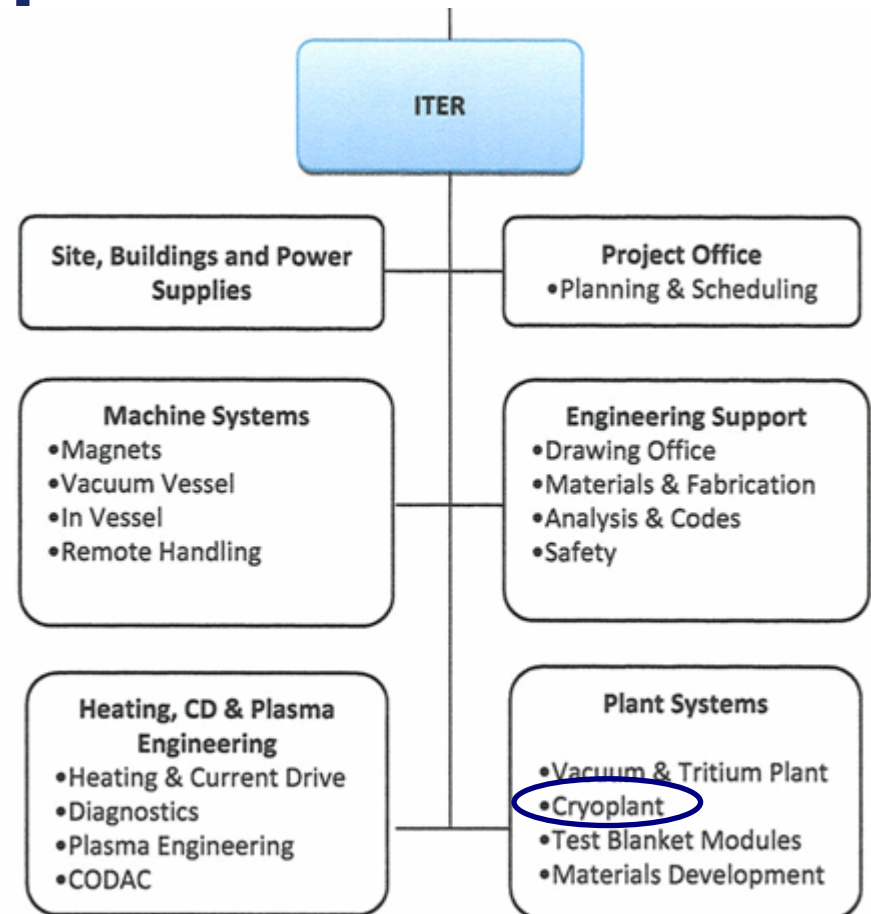 ITER
Site, Buildings and Power
Supplies
Project Office
•Planning & Scheduling
Machine Systems
•Magnets
•Vacuum Vessel
•In Vessel
•Remote Handling
Engineering Support
•Drawing Office
•Materials & Fabrication
•Analysis & Codes
•Safety
Heating, CD & Plasma
Engineering
•Heating & Current Drive
•Diagnostics
•Plasma Engineering
•CODAC
Plant Systems
•Vacuum & Tritium Plant
•Cryoplant
•Test Blanket Modules
•Materials Development